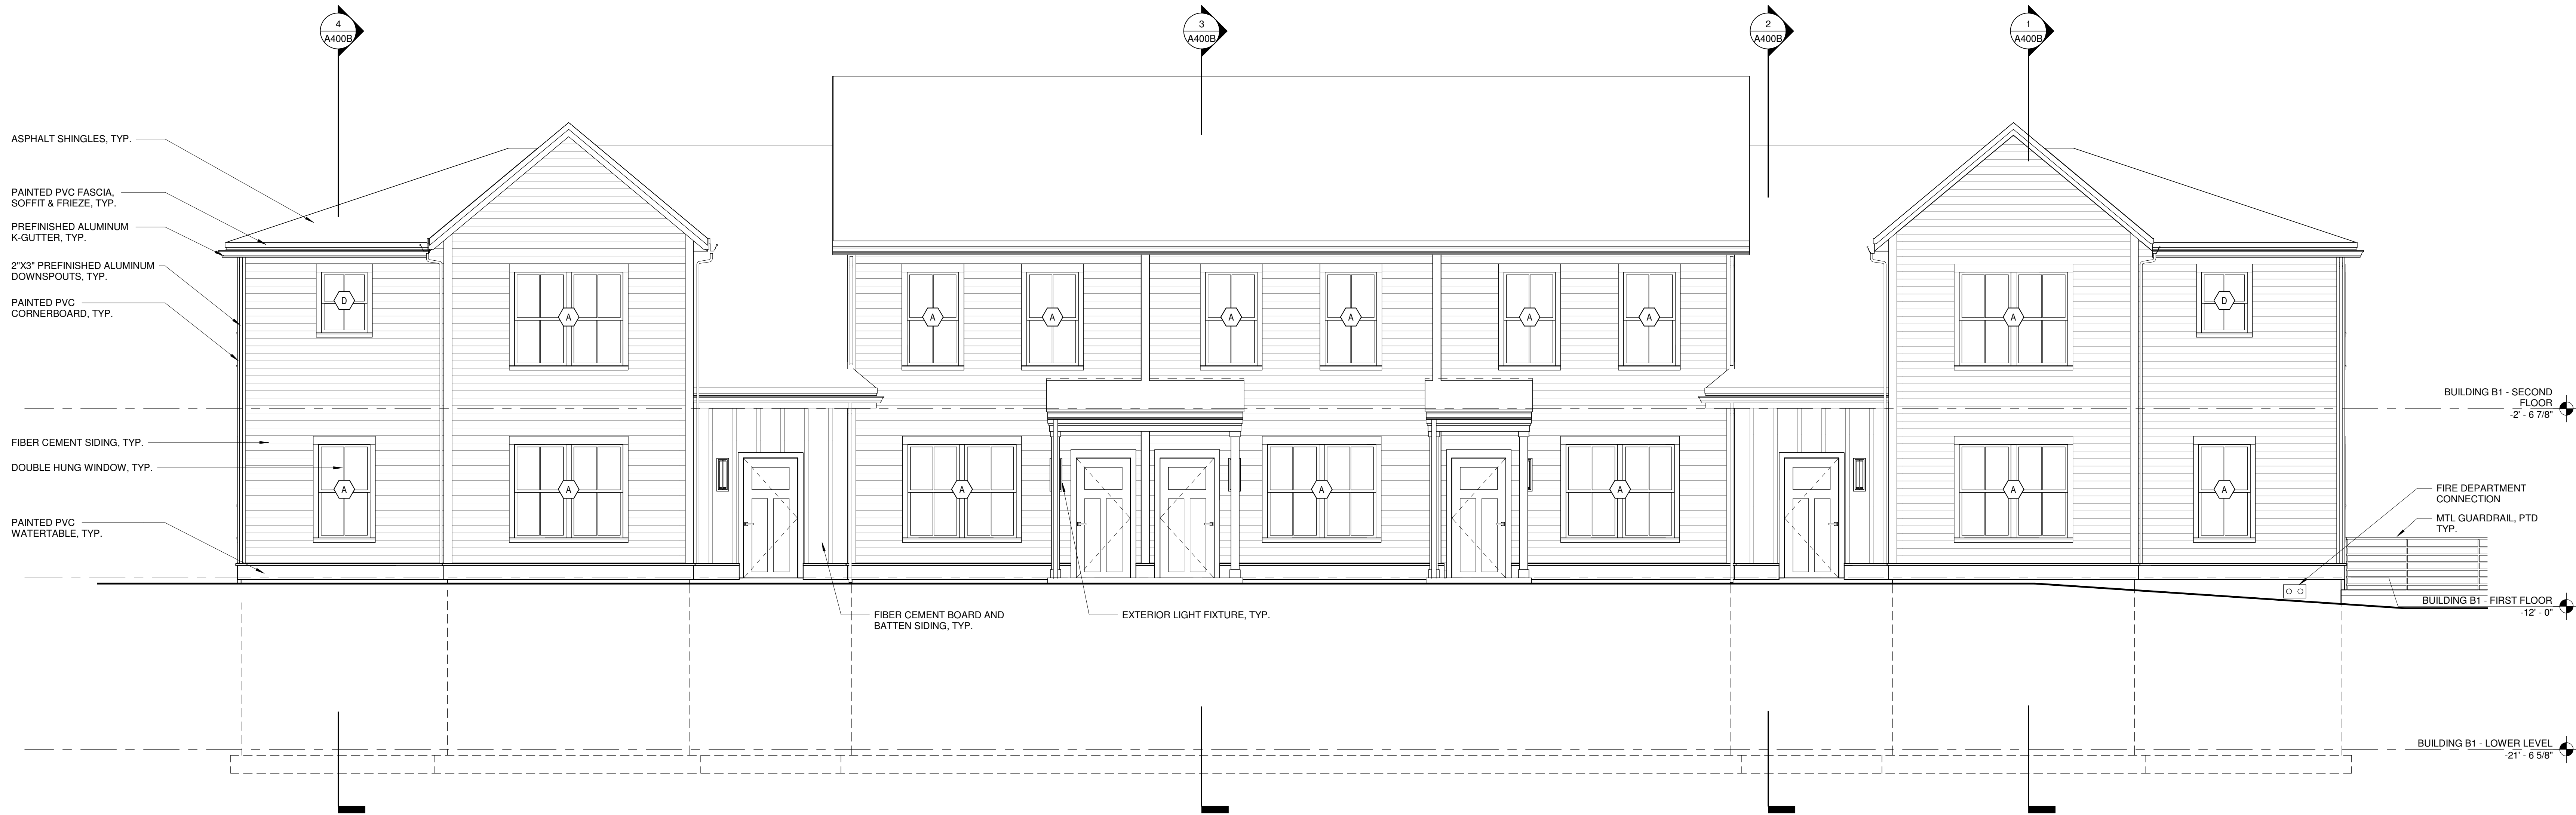 4
A400B
3
A400B
2
A400B
1
A400B
ASPHALT SHINGLES, TYP.
PAINTED PVC FASCIA,
SOFFIT & FRIEZE, TYP.
PREFINISHED ALUMINUM
K-GUTTER, TYP.
2"X3" PREFINISHED ALUMINUM
DOWNSPOUTS, TYP.
PAINTED PVC
CORNERBOARD, TYP.
FIBER CEMENT SIDING, TYP.
DOUBLE HUNG WINDOW, TYP.
PAINTED PVC
WATERTABLE, TYP.
D
A
A
A
A
A
A
A
A
D
A
A
A
A
A
A
A
FIBER CEMENT BOARD AND
BATTEN SIDING, TYP.
EXTERIOR LIGHT FIXTURE, TYP.
BUILDING B1 - SECOND
FLOOR
-2' - 6 7/8"
FIRE DEPARTMENT
CONNECTION
MTL GUARDRAIL, PTD
TYP.
BUILDING B1 - FIRST FLOOR
-12' - 0"
BUILDING B1 - LOWER LEVEL
-21' - 6 5/8"